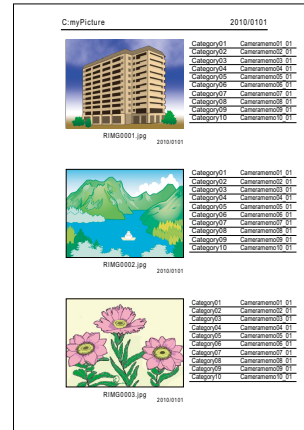 C:myPicture 2010/0101
Category01 Cameramemo01_01
Category02 Cameramemo02_01
Category03 Cameramemo03_01
Category04 Cameramemo04_01
Category05 Cameramemo05_01
Category06 Cameramemo06_01
Category07 Cameramemo07_01
Category08 Cameramemo08_01
Category09 Cameramemo09_01
Category10 Cameramemo10_01
RIMG0001.jpg
2010/0101
Category01 Cameramemo01_01
Category02 Cameramemo02_01
Category03 Cameramemo03_01
Category04 Cameramemo04_01
Category05 Cameramemo05_01
Category06 Cameramemo06_01
Category07 Cameramemo07_01
Category08 Cameramemo08_01
Category09 Cameramemo09_01
Category10 Cameramemo10_01
RIMG0002.jpg
2010/0101
Category01 Cameramemo01_01
Category02 Cameramemo02_01
Category03 Cameramemo03_01
Category04 Cameramemo04_01
Category05 Cameramemo05_01
Category06 Cameramemo06_01
Category07 Cameramemo07_01
Category08 Cameramemo08_01
Category09 Cameramemo09_01
Category10 Cameramemo10_01
RIMG0003.jpg
2010/0101